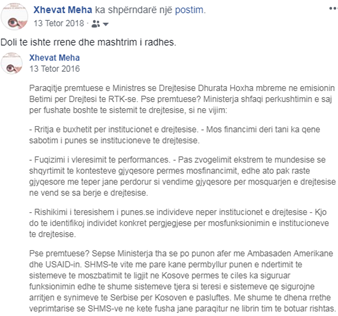 Xhevat Meha ka shpërndarë një postim.
13 Tetor 2018 ·
Doli te ishte rrene dhe mashtrim i radhes.
Xhevat Meha
13 Tetor 2016
Paraqitje premtuese e Ministres se Drejtesise Dhurata Hoxha mbreme ne emisionin
Betimi per Drejtesi te RTK-se. Pse premtuese? Ministerja shfaqi perkushtimin e saj
per fushate boshte te sistemit te drejtesise, si ne vijim:
- Rritja e buxhetit per institucionet e drejtesise. - Mos financimi deri tani ka qene
sabotim i punes se institucioneve te drejtesise.
- Fuqizimi i vleresimit te performances. - Pas zvogelimit ekstrem te mundesise se
shqyrtimit te kontesteve gjyqesore permes mosfinancimit, edhe ato pak raste
gjyqesore me teper jane perdorur si vendime gjyqesore per mosquarjen e drejtesise
ne vend se sa berje e drejtesise.
- Rishikimi i teresishem i punes.se individeve neper institucionet e drejtesise - Kjo
do te identifikoj individet konkret pergjegjese per mosfunksionimin e institucioneve
te drejtesise.
Pse premtuese? Sepse Ministerja tha se po punon afer me Ambasaden Amerikane
dhe USAID-in. SHMS-te vite me pare kane permbyllur punen e ndertimit te
sistemeve te moszbatimit te ligjit ne Kosove permes te ciles ka siguruar
funksionimin edhe te shume sistemeve tjera si teresi e sistemeve qe sigurojne
arritjen e synimeve te Serbise per Kosoven e pasluftes. Me shume te dhena rrethe
veprimtarise se SHMS-ve ne kete fusha jane paraqitur ne librin tim te botuar rishtas.